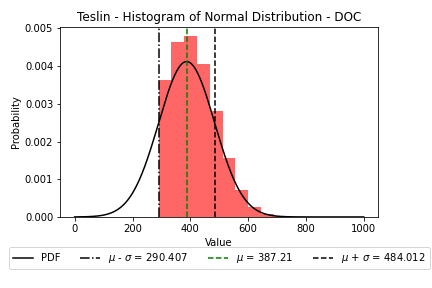 Teslin - Histogram of Normal Distribution - DOC
0.005
0.004
0.003
0.002
0.001
0.000
Probability
0 200 400 600 800 1000
Value
PDF μ - σ = 290.407 μ = 387.21 μ + σ = 484.012